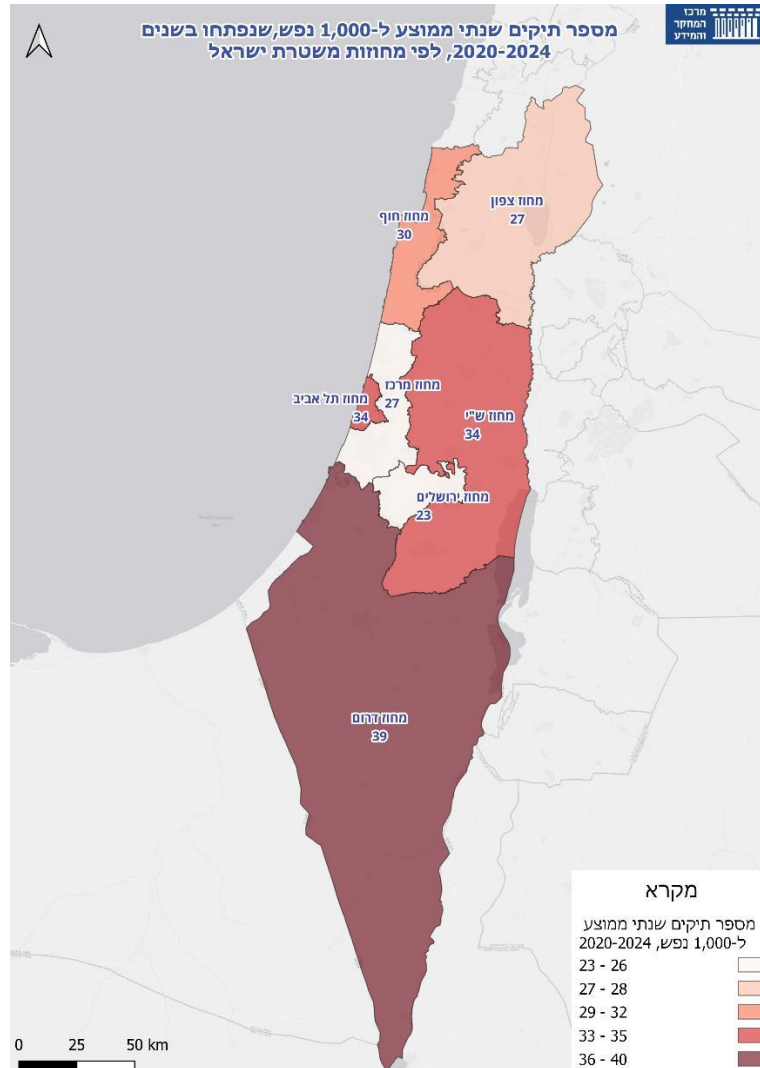 מרכז
המחקר
והמידע
מספר תיקים שנתי ממוצע ל-1,000 נפש,שנפתחו בשנים
2020-2024, לפי מחוזות משטרת ישראל
מחוז צפון
27
מחוז חוף
30
מחוז מרכז
27
מחוז תל אביב
34
מחוז ש"י
34
מחוז ירושלים
23
מחוז דרום
39
מקרא
מספר תיקים שנתי ממוצע
ל-1,000 נפש, 2020-2024
23 - 26
27 - 28
29 - 32
33 - 35
36 - 40
0 25 50 km